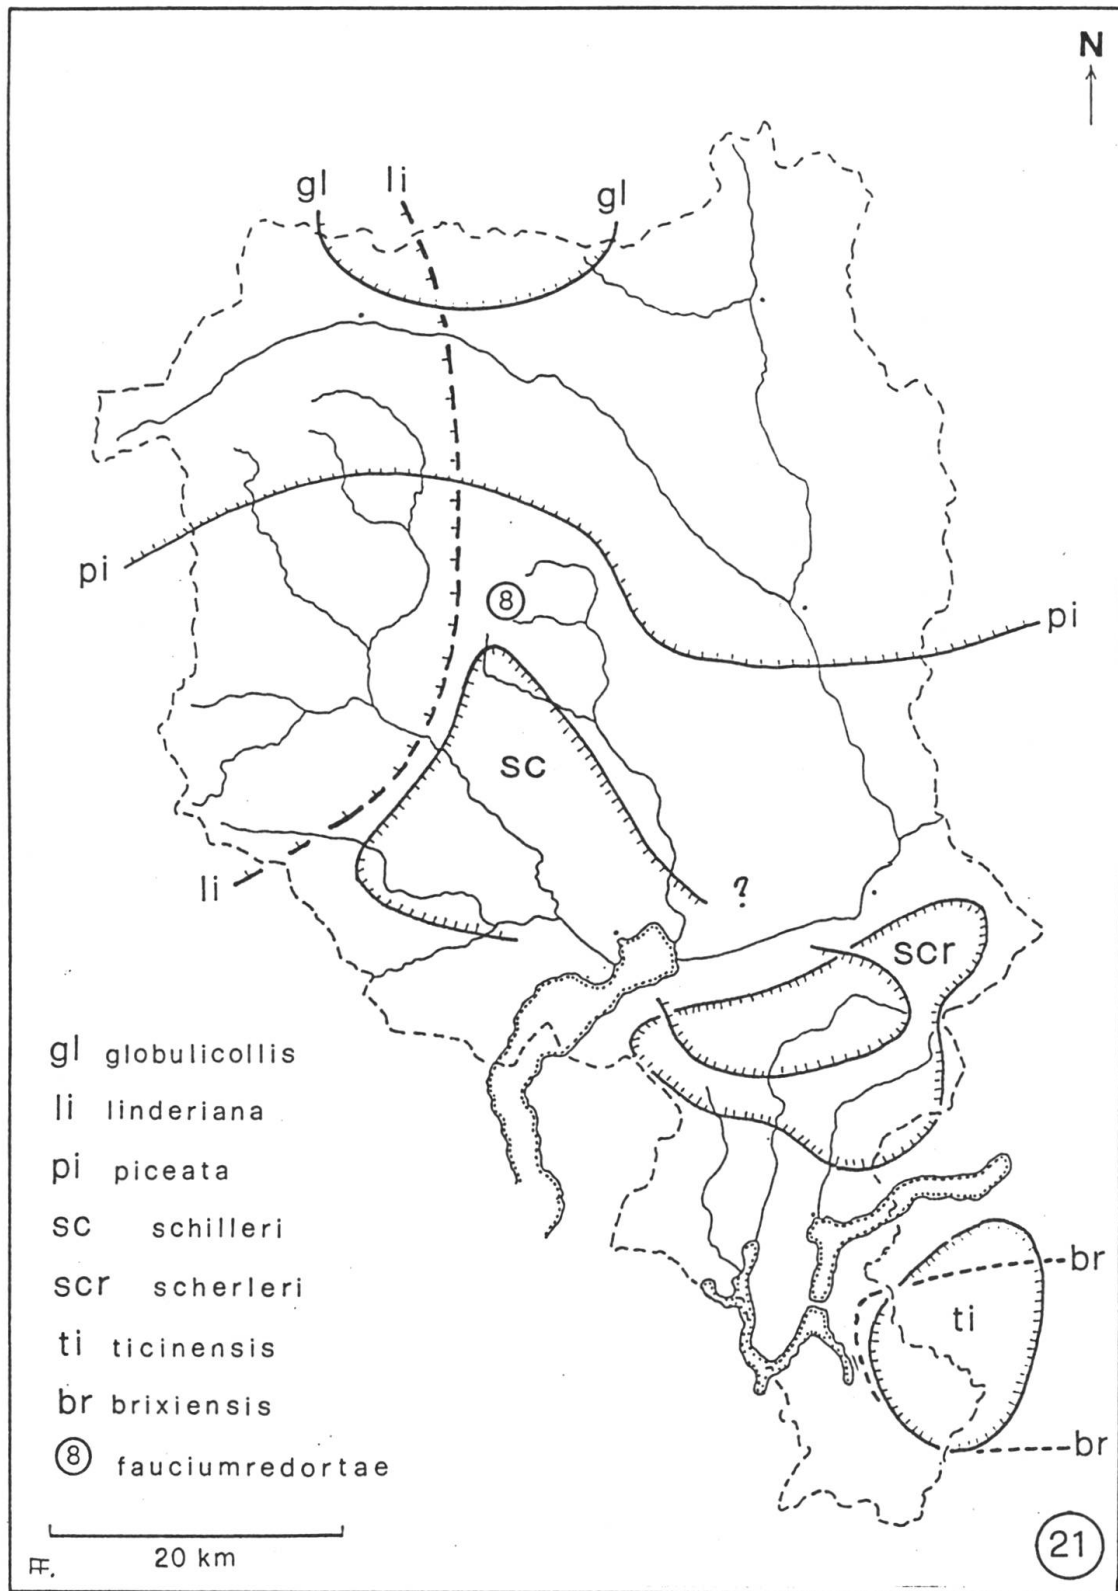 N
gl li gl
pi
8
pi
sc
li
?
scr
gl globulicollis
li linderiana
pi piceata
sc schilleri
scr scherleri
ti ticinensis
br brixiensis
8 fauciumredortae
br
ti
br
20 km
FF.
21